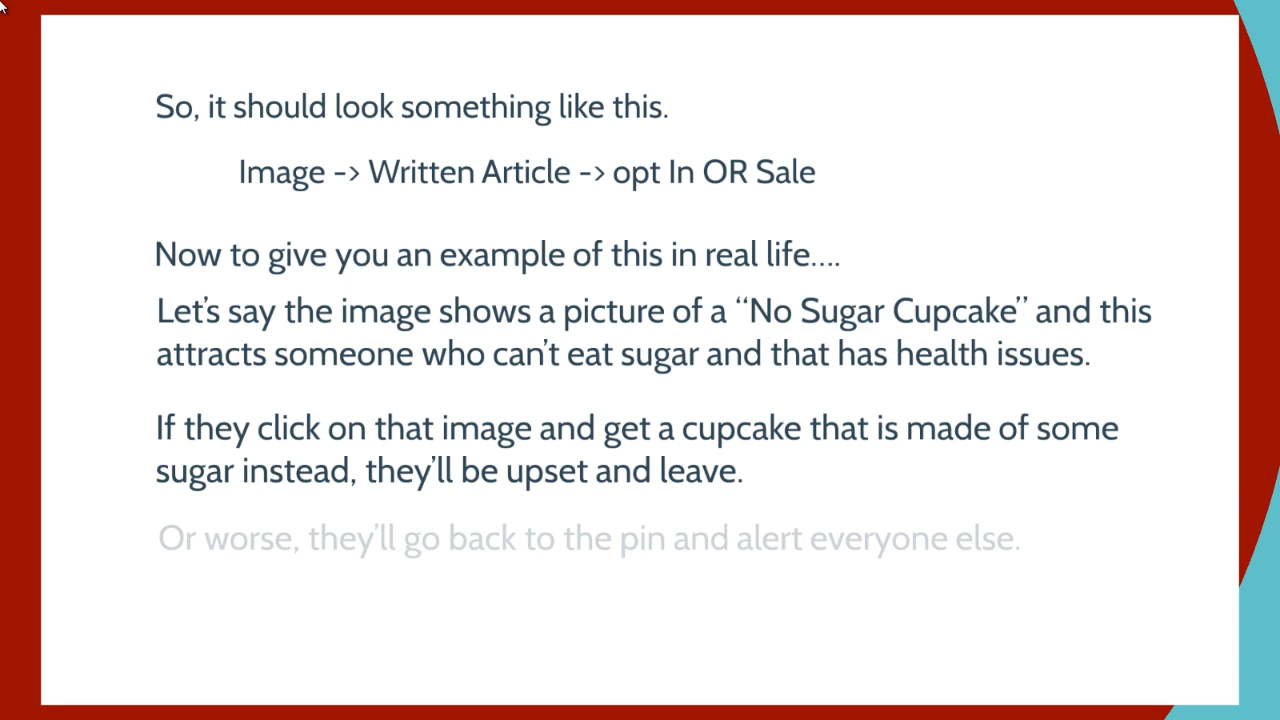 So, it should look something like this.
Image -> Written Article -> opt In OR Sale
Now to give you an example of this in real life....
Let's say the image shows a picture of a “No Sugar Cupcake” and this
attracts someone who can't eat sugar and that has health issues.
If they click on that image and get a cupcake that is made of some
sugar instead, they'll be upset and leave.
Or worse, they'll go back to the pin and alert everyone else.